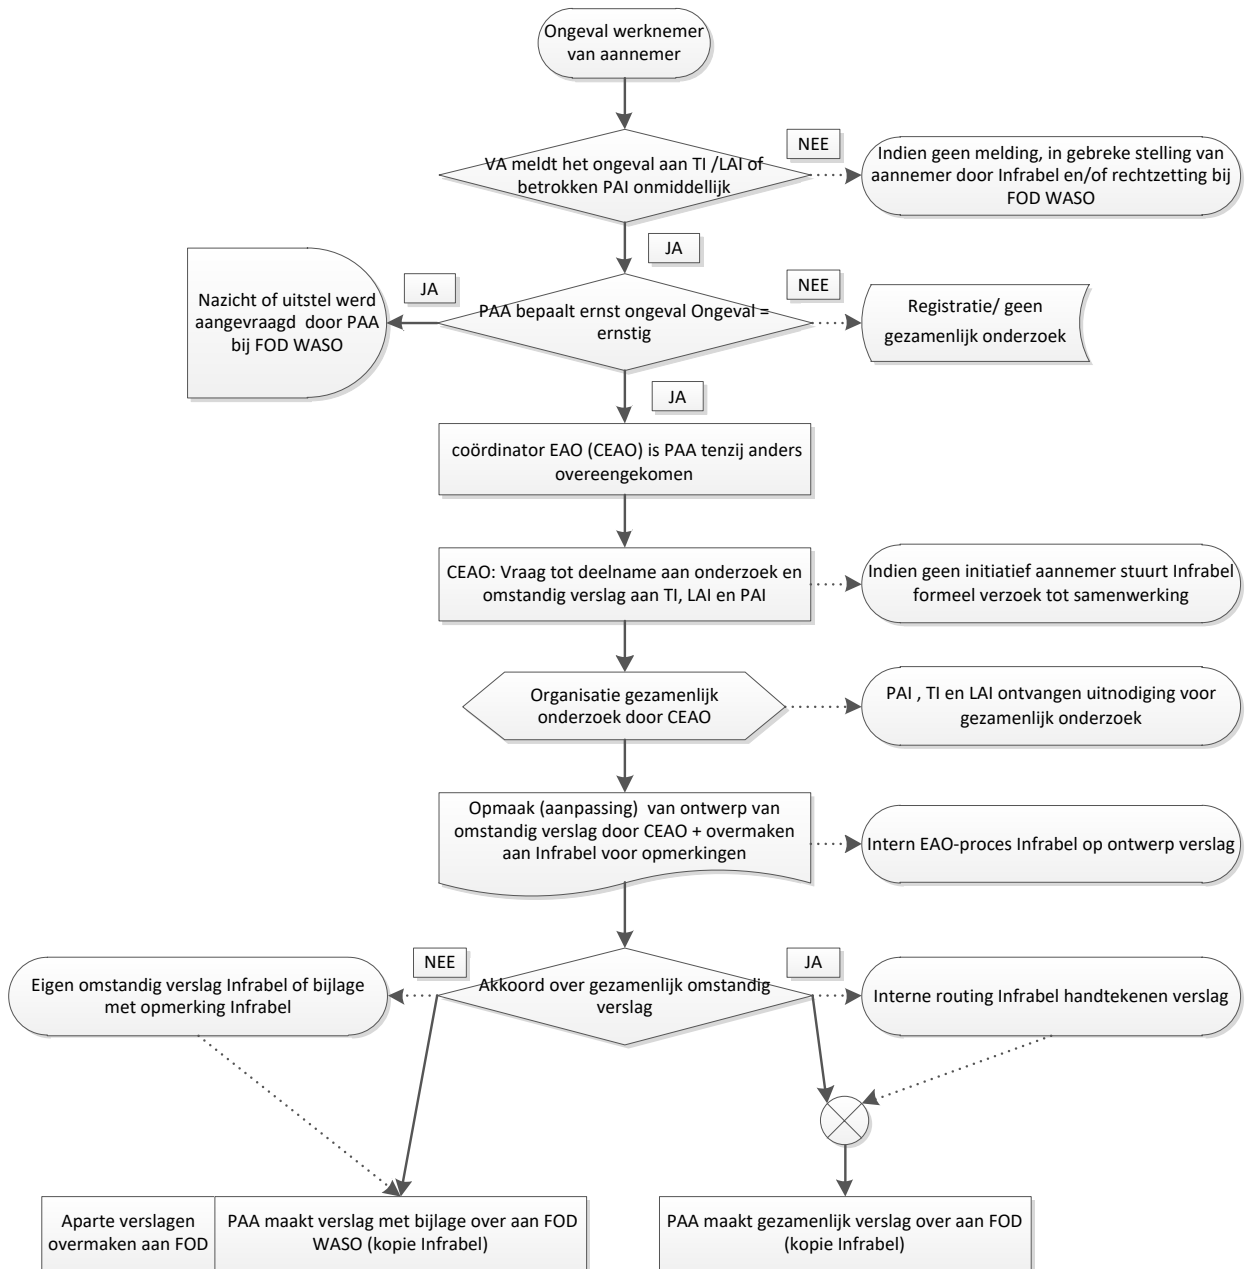 Ongeval werknemer
van aannemer
VA meldt het ongeval aan TI /LAI of
betrokken PAI onmiddellijk
NEE
Indien geen melding, in gebreke stelling van
aannemer door Infrabel en/of rechtzetting bij
FOD WASO
JA
Nazicht of uitstel werd
aangevraagd door PAA
bij FOD WASO
JA
PAA bepaalt ernst ongeval Ongeval =
ernstig
NEE
Registratie/ geen
gezamenlijk onderzoek
JA
coördinator EAO (CEAO) is PAA tenzij anders
overeengekomen
CEAO: Vraag tot deelname aan onderzoek en
omstandig verslag aan TI, LAI en PAI
Indien geen initiatief aannemer stuurt Infrabel
formeel verzoek tot samenwerking
Organisatie gezamenlijk
onderzoek door CEAO
PAI , TI en LAI ontvangen uitnodiging voor
gezamenlijk onderzoek
Opmaak (aanpassing) van ontwerp van
omstandig verslag door CEAO + overmaken
aan Infrabel voor opmerkingen
Intern EAO-proces Infrabel op ontwerp verslag
Eigen omstandig verslag Infrabel of bijlage
met opmerking Infrabel
NEE
Akkoord over gezamenlijk omstandig
verslag
JA
Interne routing Infrabel handtekenen verslag
Aparte verslagen
overmaken aan FOD
PAA maakt verslag met bijlage over aan FOD
WASO (kopie Infrabel)
PAA maakt gezamenlijk verslag over aan FOD
(kopie Infrabel)